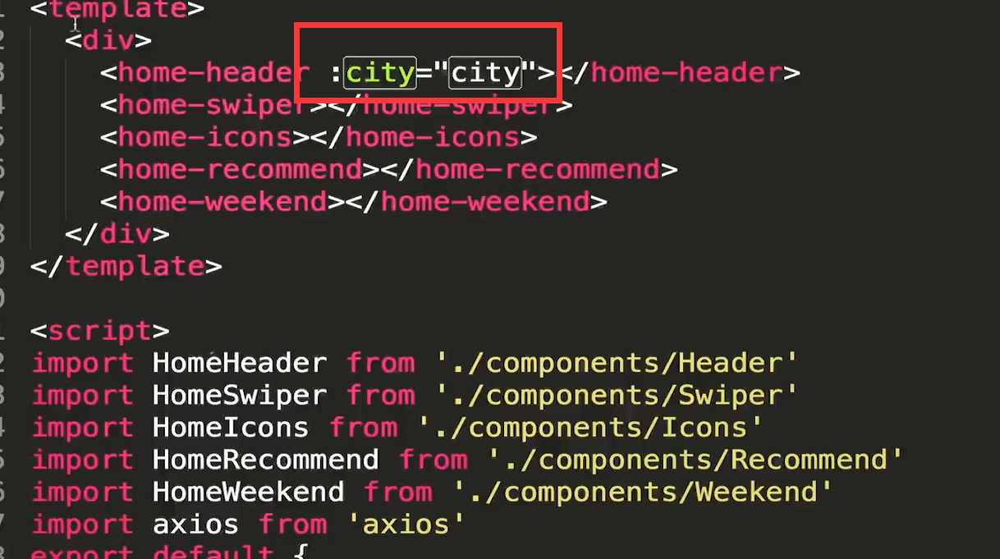 <template>
<div>
<home-header :city="city"></home-header>
<home-swiper></home-swiper>
<home-icons></home-icons>
<home-recommend></home-recommend>
<home-weekend></home-weekend>
</div>
</template>
<script>
import HomeHeader from './components/Header'
import HomeSwiper from './components/Swiper'
import HomeIcons from './components/Icons'
import HomeRecommend from './components/Recommend'
import HomeWeekend from './components/Weekend'
import axios from 'axios'
export default {